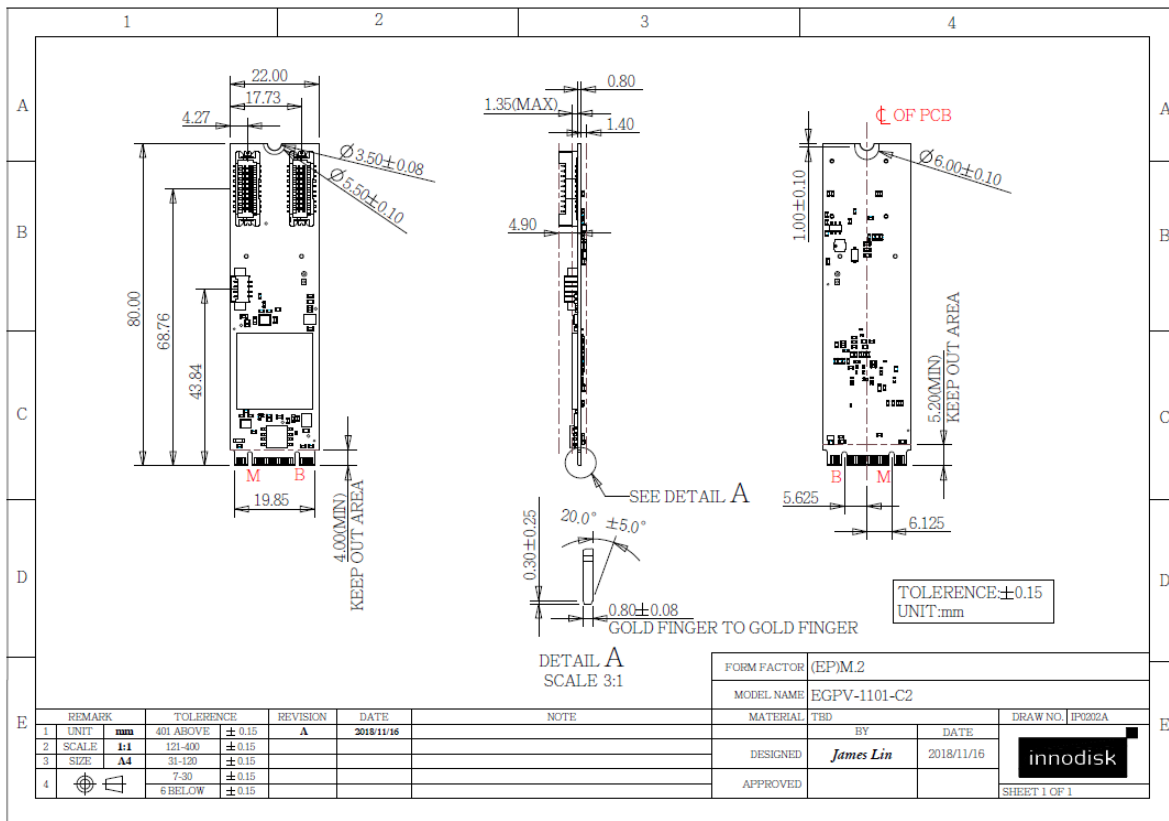 1 2 3 4
A A
B B
C C
D D
E E
22.00
17.73
4.27
Ø3.50±0.08
Ø5.50±0.10
80.00
68.76
43.84
M B
19.85
4.00(MIN)
KEEP OUT AREA
0.80
1.35(MAX)
1.40
4.90
SEE DETAIL A
20.0° ±5.0°
0.30±0.25
0.80±0.08
GOLD FINGER TO GOLD FINGER
DETAIL A
SCALE 3:1
℄ OF PCB
Ø6.00±0.10
1.00±0.10
5.20(MIN)
KEEP OUT AREA
B M
5.625
6.125
TOLERENCE:±0.15
UNIT:mm
FORM FACTOR (EP)M.2
MODEL NAME EGPV-1101-C2
REMARK TOLERENCE REVISION DATE NOTE MATERIAL TBD DRAW NO. IP0202A
1 UNIT mm 401 ABOVE ±0.15 A 2018/11/16 BY DATE
2 SCALE 1:1 121-400 ±0.15 DESIGNED James Lin 2018/11/16
3 SIZE A4 31-120 ±0.15
4 7-30 ±0.15 APPROVED
6 BELOW ±0.15
innodisk
SHEET 1 OF 1